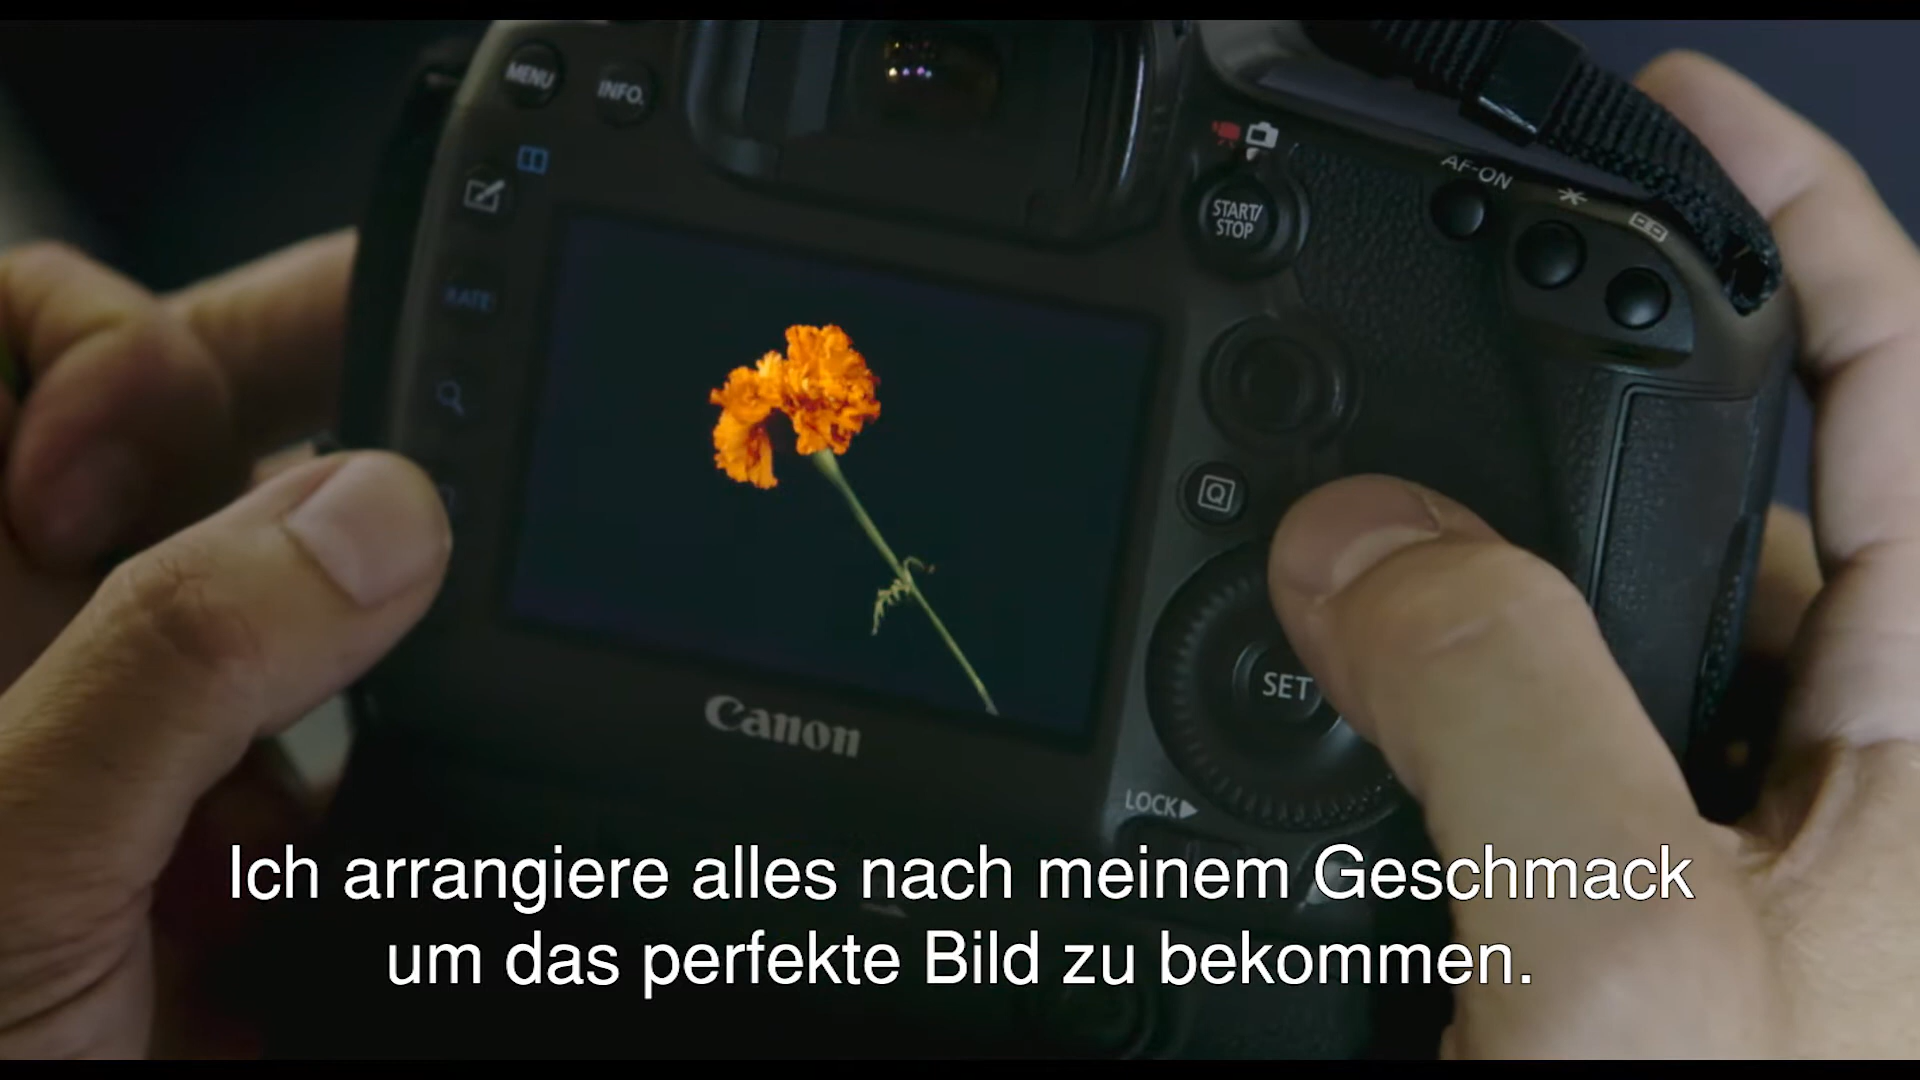 MENU
INFO.
AF-ON
START/
STOP
RATE
Q
SET
Canon
LOCK
Ich arrangiere alles nach meinem Geschmack
um das perfekte Bild zu bekommen.